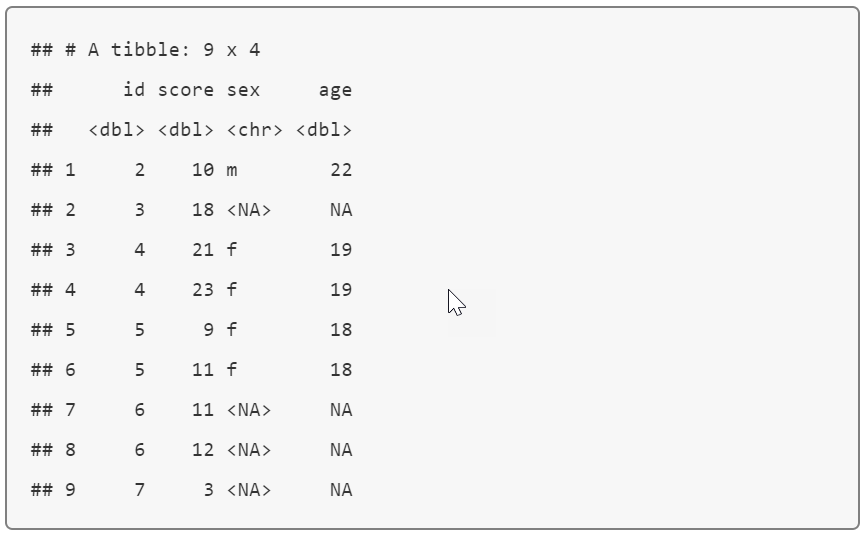 ## # A tibble: 9 x 4
##      id score sex     age
##   <dbl> <dbl> <chr> <dbl>
## 1     2    10 m        22
## 2     3    18 <NA>     NA
## 3     4    21 f        19
## 4     4    23 f        19
## 5     5     9 f        18
## 6     5    11 f        18
## 7     6    11 <NA>     NA
## 8     6    12 <NA>     NA
## 9     7     3 <NA>     NA